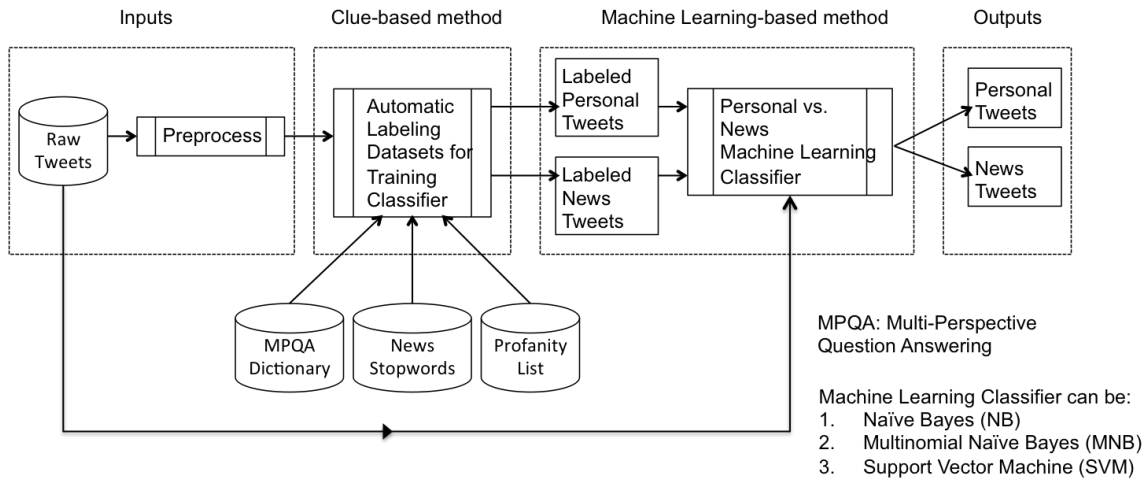 Inputs
Clue-based method
Machine Learning-based method
Outputs
Raw
Tweets
Preprocess
Automatic
Labeling
Datasets for
Training
Classifier
Labeled
Personal
Tweets
Labeled
News
Tweets
Personal vs.
News
Machine Learning
Classifier
Personal
Tweets
News
Tweets
MPQA
Dictionary
News
Stopwords
Profanity
List
MPQA: Multi-Perspective
Question Answering
Machine Learning Classifier can be:
1. Naïve Bayes (NB)
2. Multinomial Naïve Bayes (MNB)
3. Support Vector Machine (SVM)